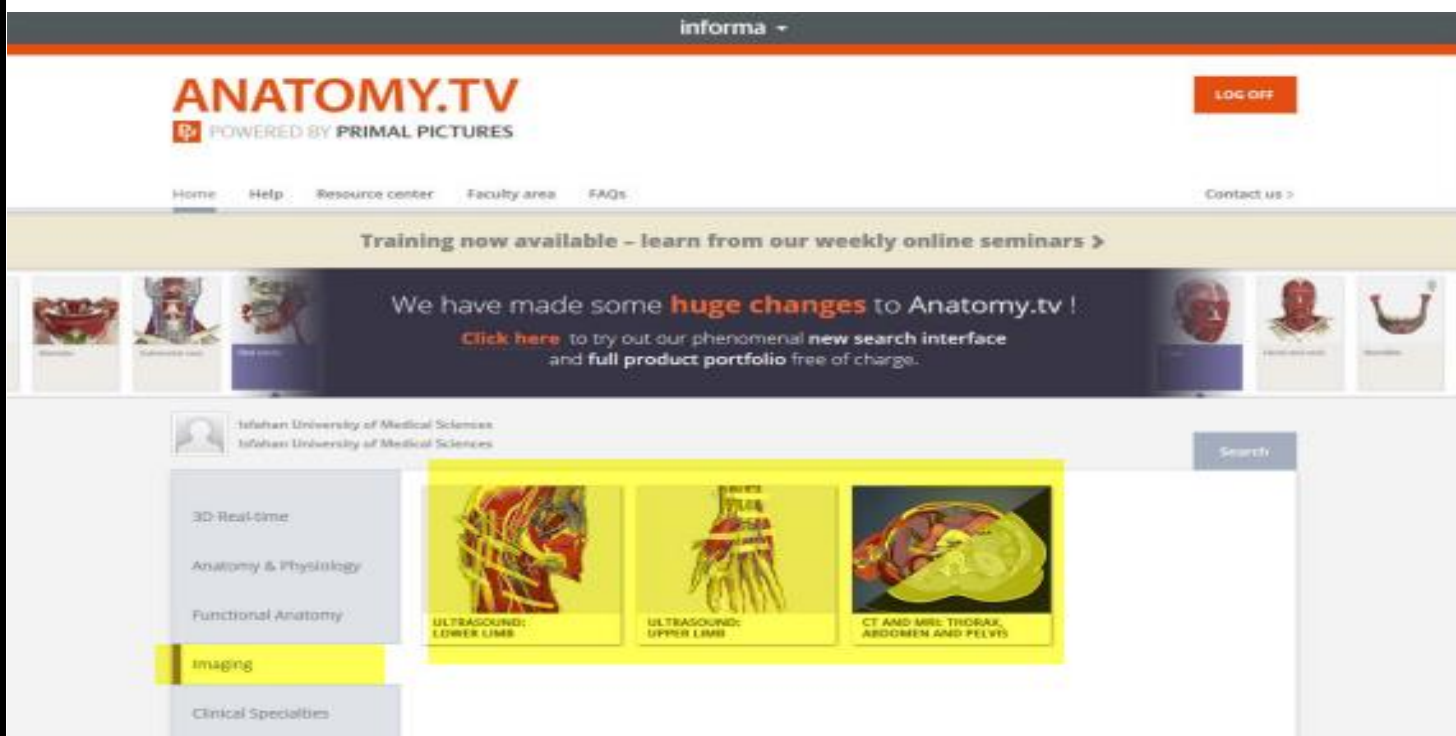 informa
ANATOMY.TV
LOG OFF
POWERED BY PRIMAL PICTURES
Home Help Resource center Faculty area FAQs Contact us >
Training now available – learn from our weekly online seminars >
We have made some huge changes to Anatomy.tv !
Click here to try out our phenomenal new search interface
and full product portfolio free of charge.
Isfahan University of Medical Sciences
Isfahan University of Medical Sciences
Search
3D Real-time
Anatomy & Physiology
Functional Anatomy
Imaging
Clinical Specialties
ULTRASOUND:
LOWER LIMB
ULTRASOUND:
UPPER LIMB
CT AND MRI: THORAX,
ABDOMEN AND PELVIS